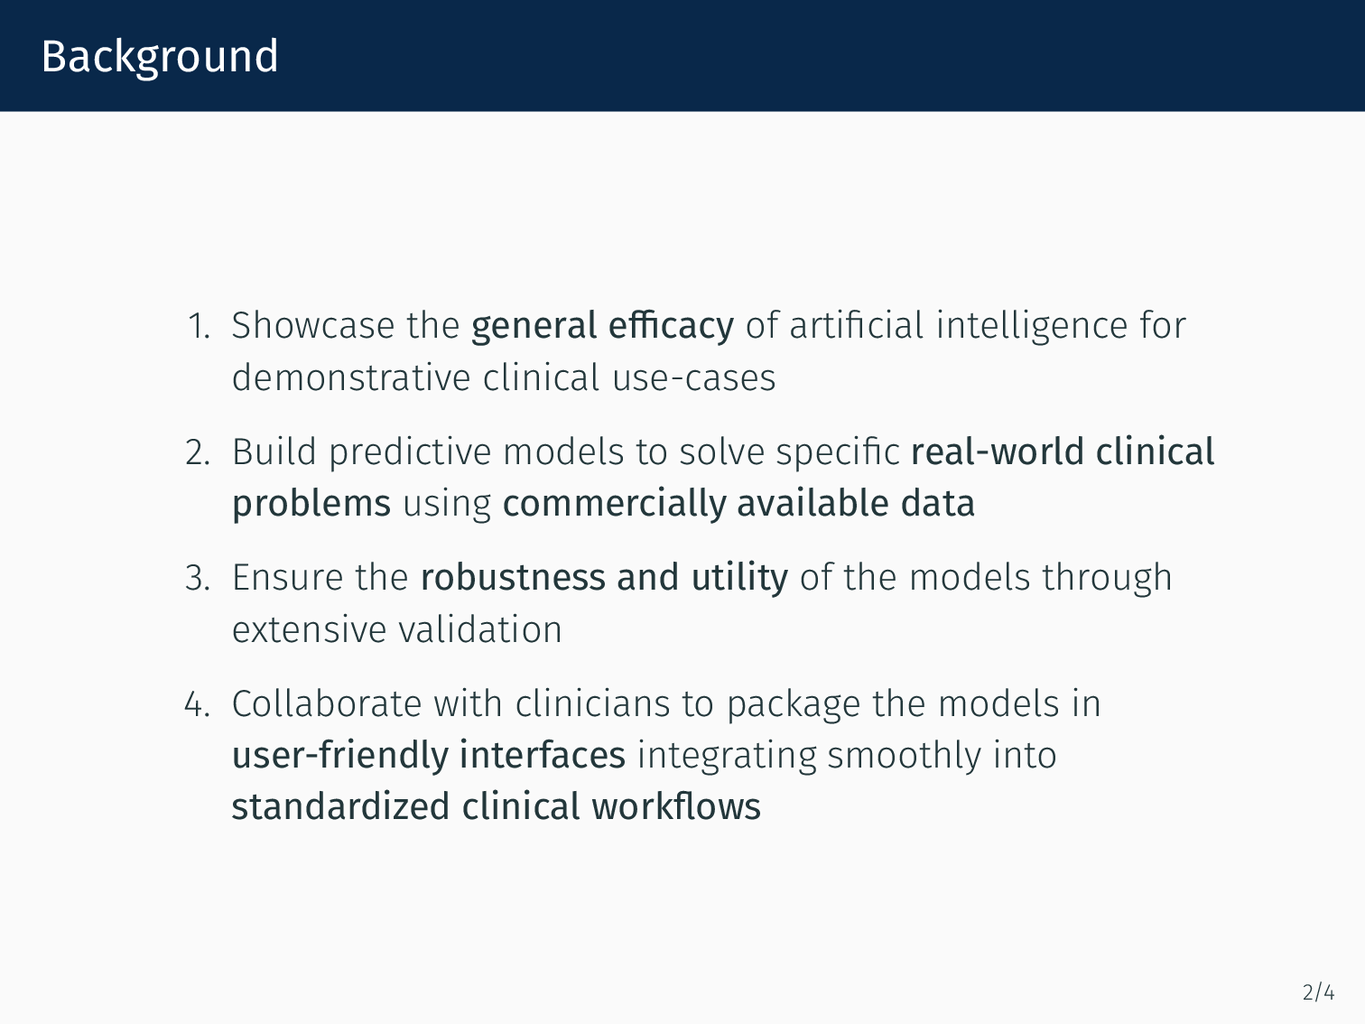 Background
1. Showcase the general efficacy of artificial intelligence for
demonstrative clinical use-cases
2. Build predictive models to solve specific real-world clinical
problems using commercially available data
3. Ensure the robustness and utility of the models through
extensive validation
4. Collaborate with clinicians to package the models in
user-friendly interfaces integrating smoothly into
standardized clinical workflows
2/4